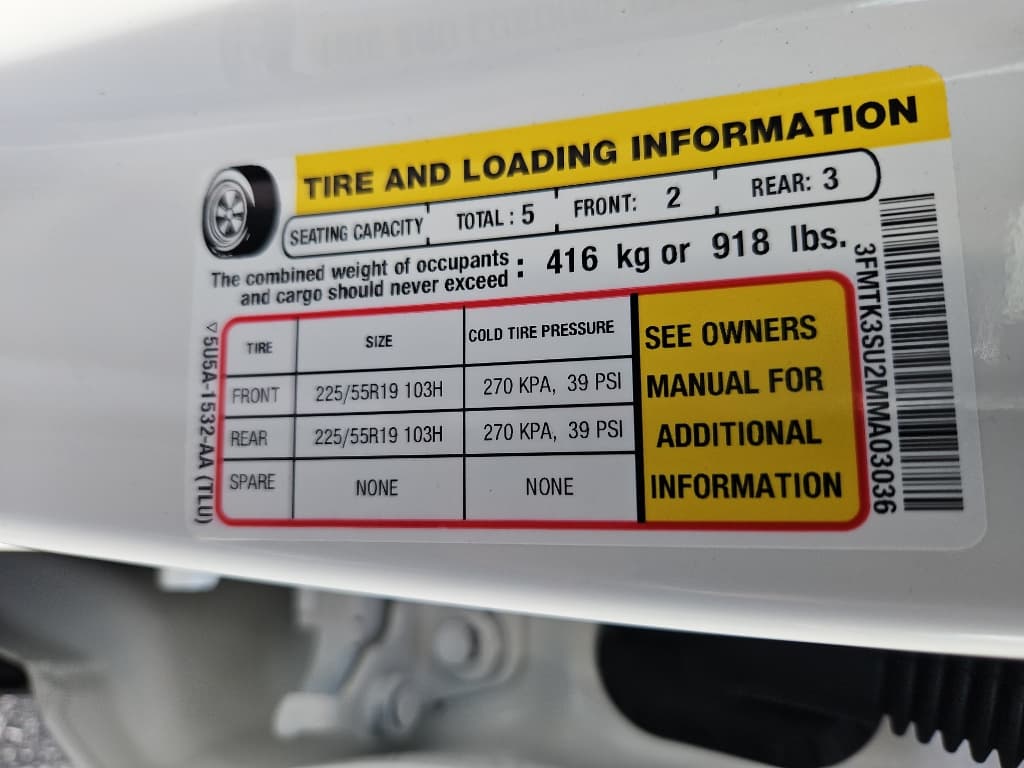 TIRE AND LOADING INFORMATION
SEATING CAPACITY TOTAL : 5 FRONT: 2 REAR: 3
The combined weight of occupants
and cargo should never exceed : 416 kg or 918 lbs.
TIRE SIZE COLD TIRE PRESSURE
FRONT 225/55R19 103H 270 KPA, 39 PSI
REAR 225/55R19 103H 270 KPA, 39 PSI
SPARE NONE NONE
SEE OWNERS
MANUAL FOR
ADDITIONAL
INFORMATION
▽5U5A-1532-AA (TLU)
3FMTK3SU2MMA03036